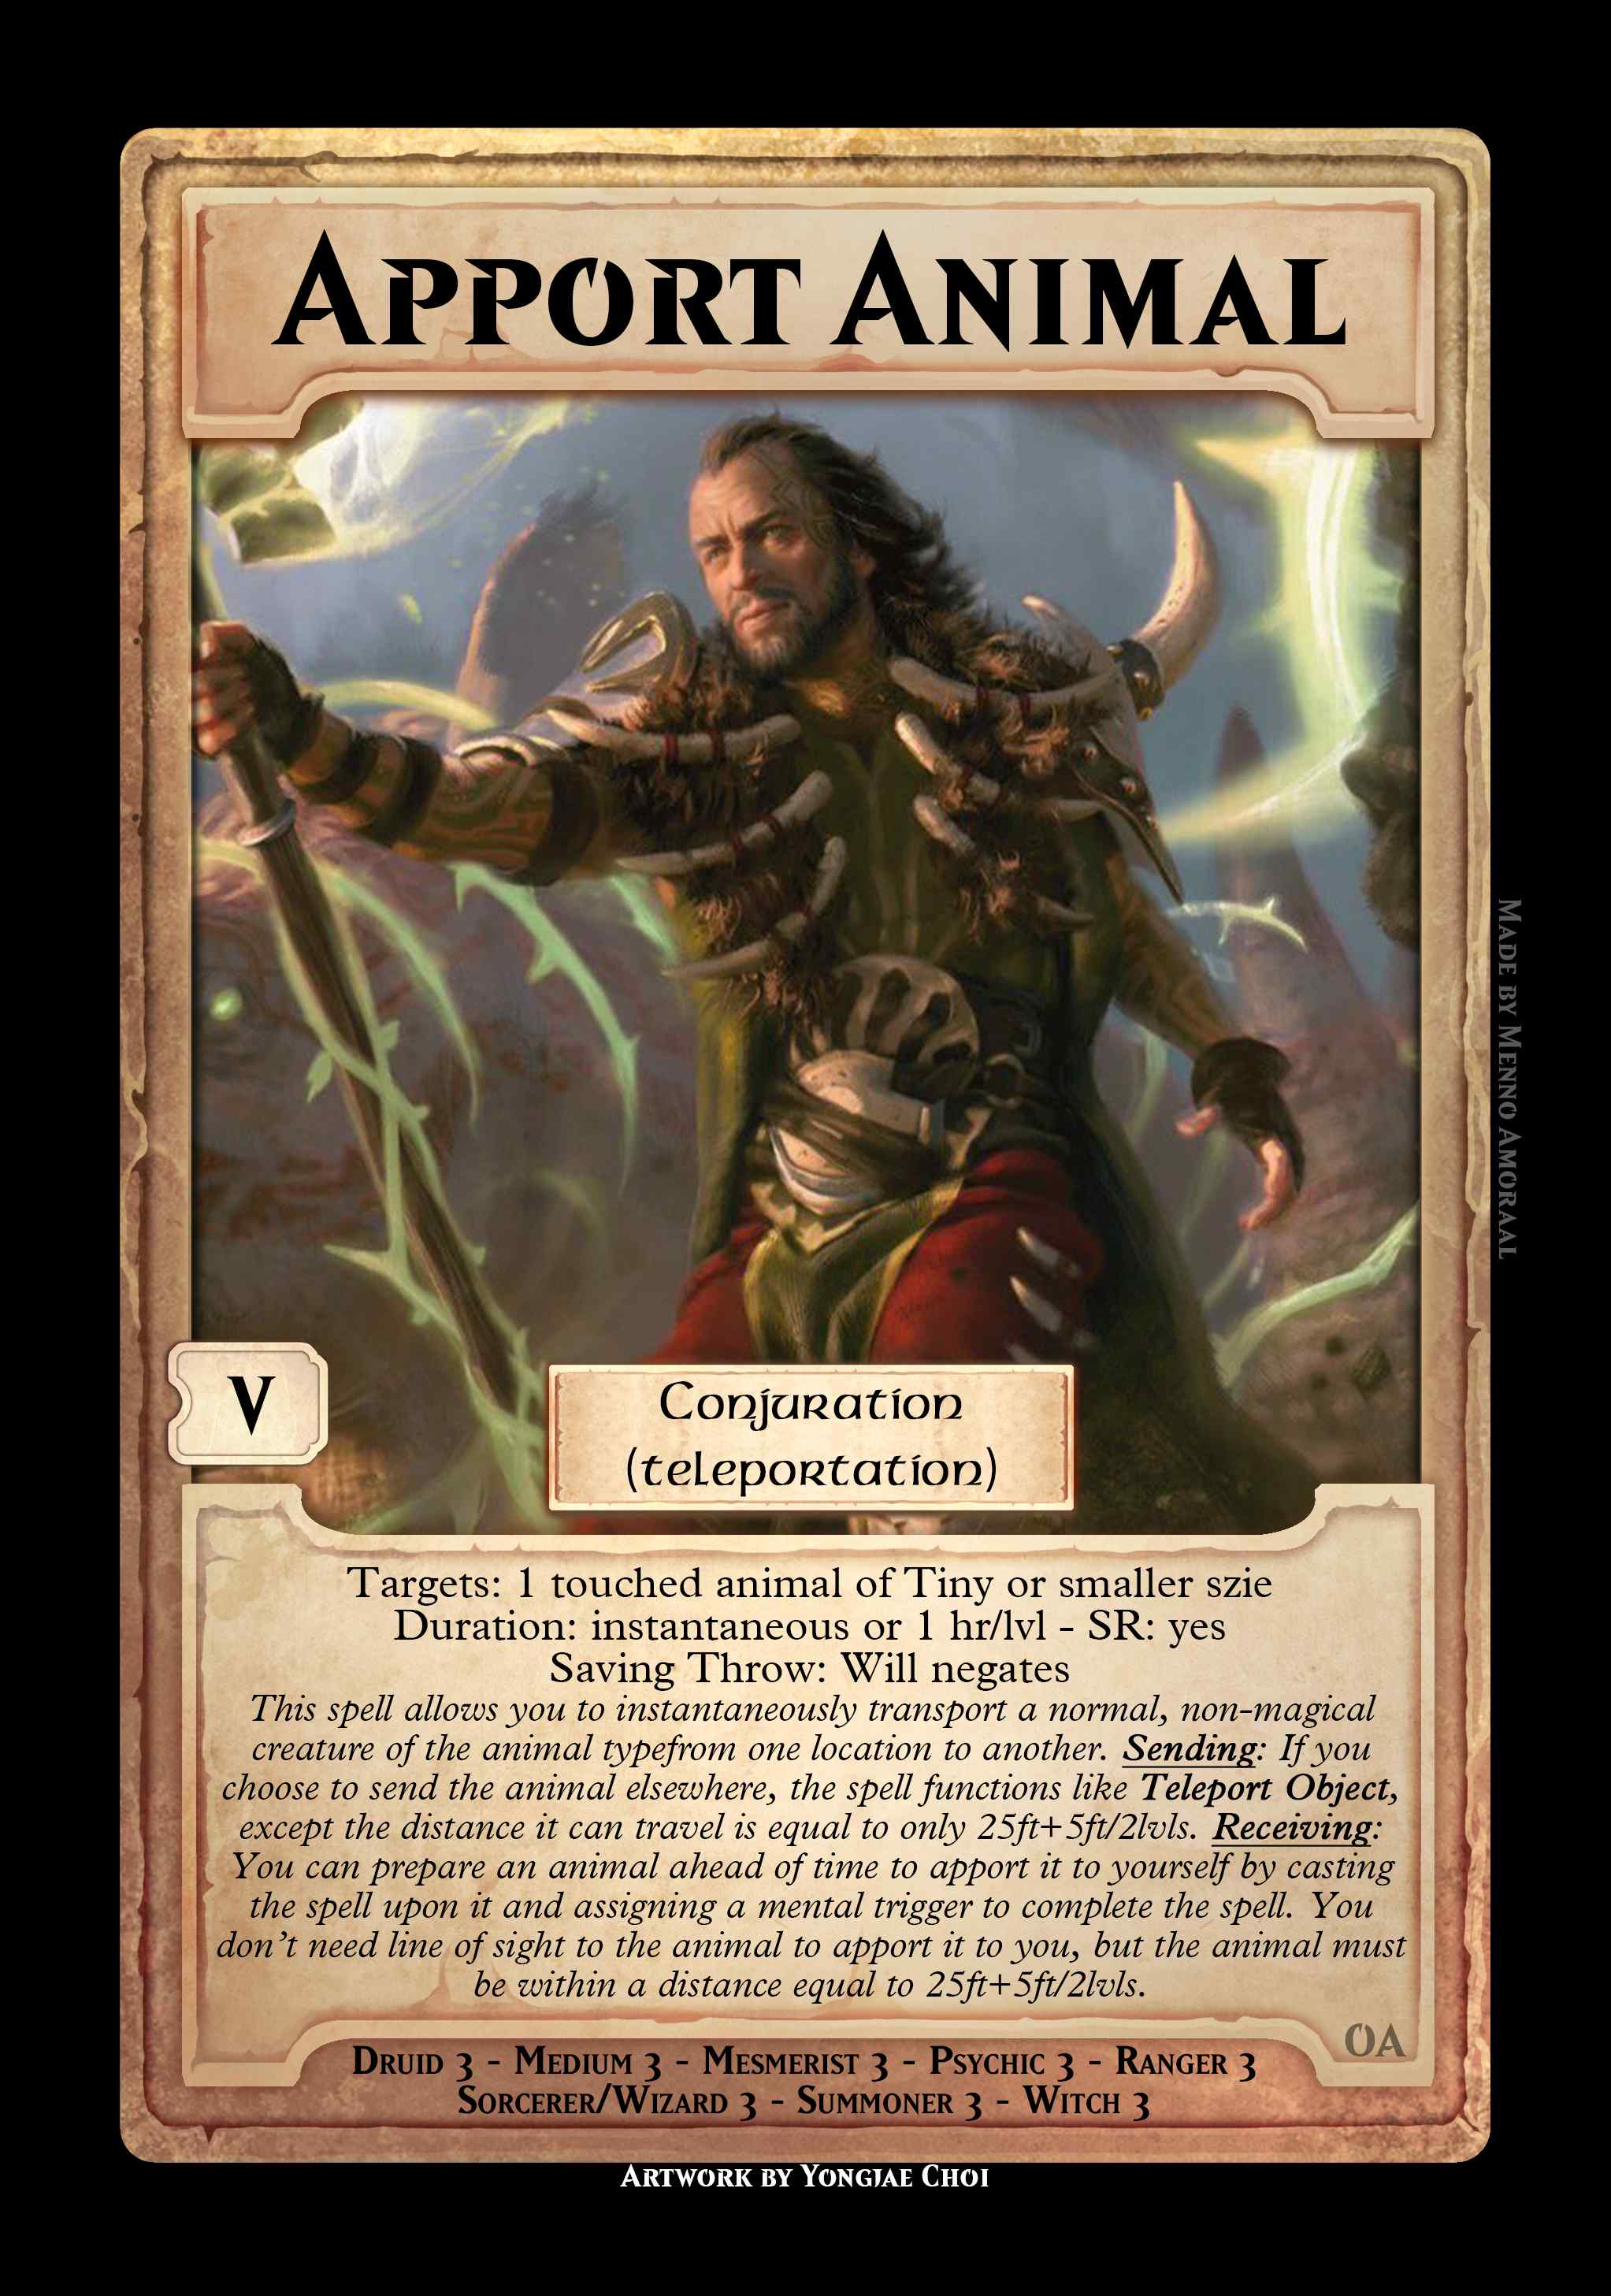 Apport Animal
V
Conjuration
(teleportation)
Targets: 1 touched animal of Tiny or smaller szie
Duration: instantaneous or 1 hr/lvl - SR: yes
Saving Throw: Will negates
This spell allows you to instantaneously transport a normal, non-magical
creature of the animal typefrom one location to another. Sending: If you
choose to send the animal elsewhere, the spell functions like Teleport Object,
except the distance it can travel is equal to only 25ft+5ft/2lvls. Receiving:
You can prepare an animal ahead of time to apport it to yourself by casting
the spell upon it and assigning a mental trigger to complete the spell. You
don't need line of sight to the animal to apport it to you, but the animal must
be within a distance equal to 25ft+5ft/2lvls.
OA
Druid 3 - Medium 3 - Mesmerist 3 - Psychic 3 - Ranger 3
Sorcerer/Wizard 3 - Summoner 3 - Witch 3
Artwork by Yongjae Choi
Made by Menno Amoraal